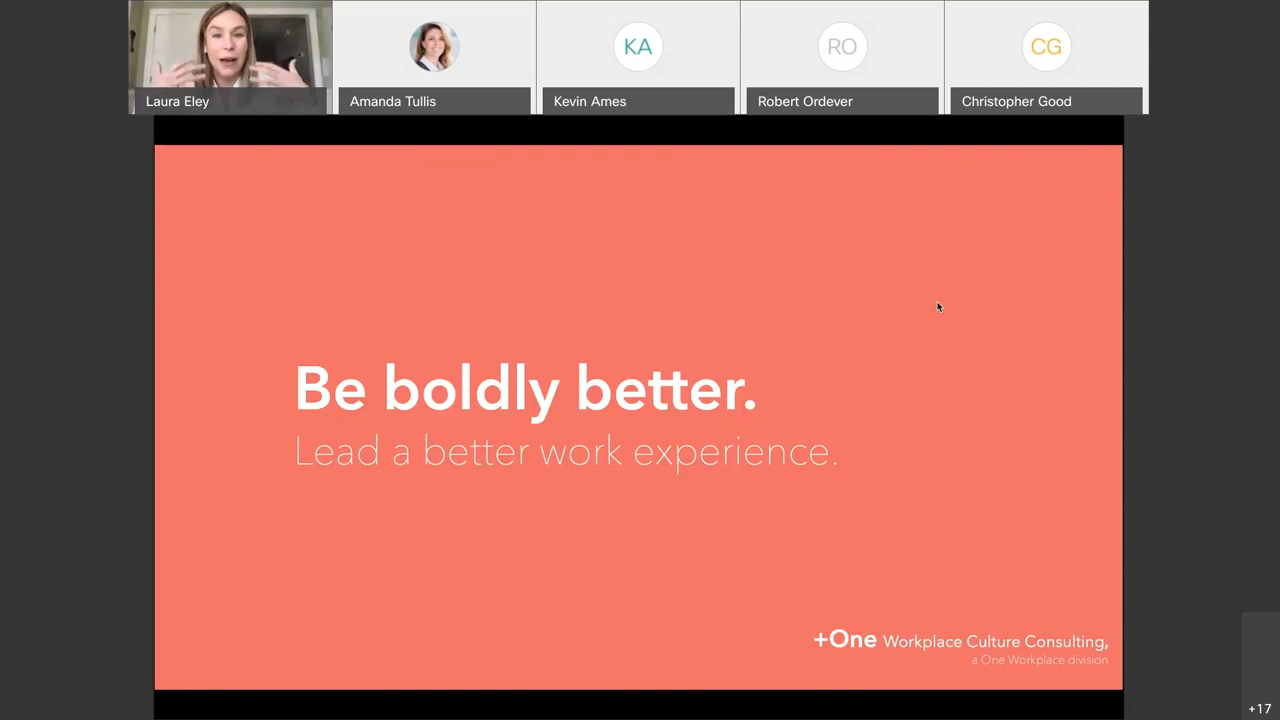 Laura Eley
Amanda Tullis
KA
Kevin Ames
RO
Robert Ordever
CG
Christopher Good
Be boldly better.
Lead a better work experience.
+One Workplace Culture Consulting,
a One Workplace division
+17